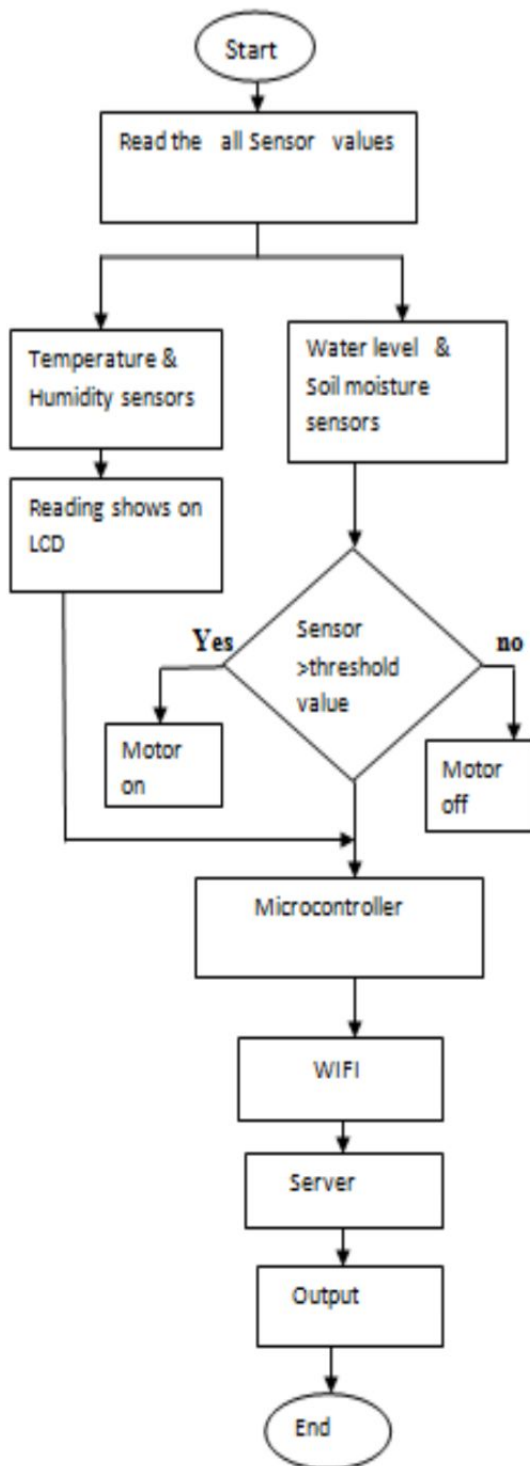 Start
Read the all Sensor values
Temperature &
Humidity sensors
Water level &
Soil moisture
sensors
Reading shows on
LCD
Yes
Sensor
>threshold
value
no
Motor
on
Motor
off
Microcontroller
WIFI
Server
Output
End